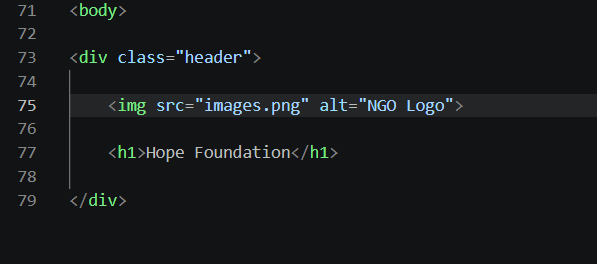 71 <body>
72
73 <div class="header">
74
75     <img src="images.png" alt="NGO Logo">
76
77     <h1>Hope Foundation</h1>
78
79 </div>